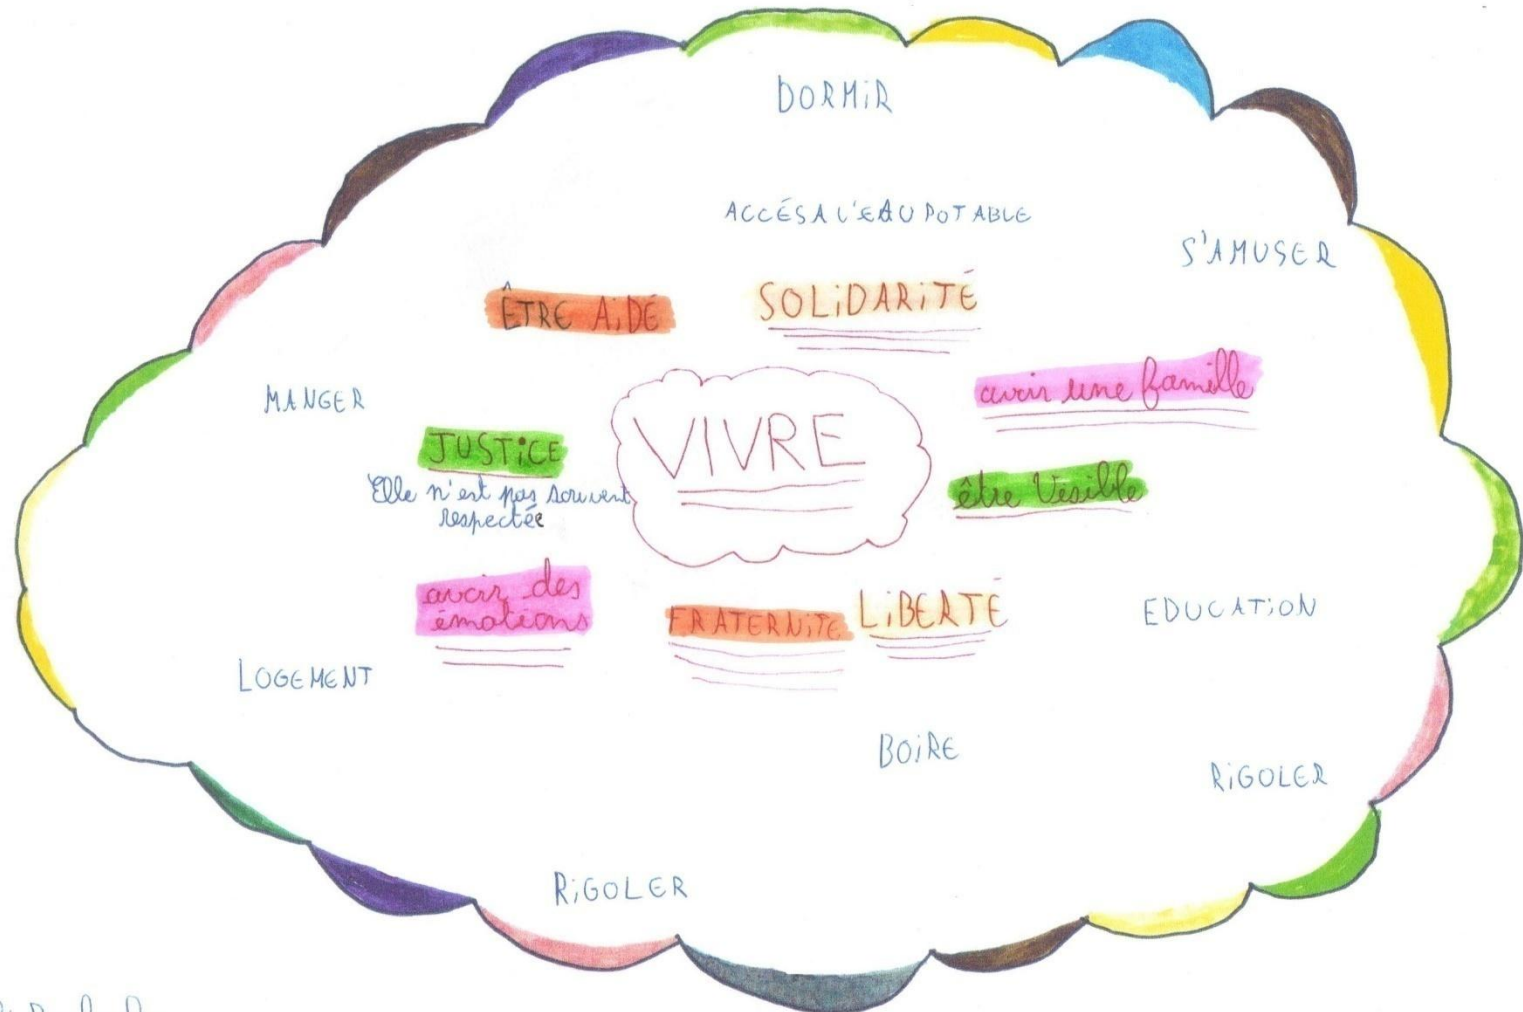 DORMiR
ACCÉS A L'EAU POTABLE
S'AMUSER
ÊTRE AiDÉ
SOLiDARiTÉ
avoir une famille
MANGER
JUSTiCE
Elle n'est pas souvent
respectée
VIVRE
être Visible
avoir des
émotions
FRATERNiTÉ
LiBERTÉ
EDUCATiON
LOGEMENT
BOiRE
RiGOLER
RiGOLER